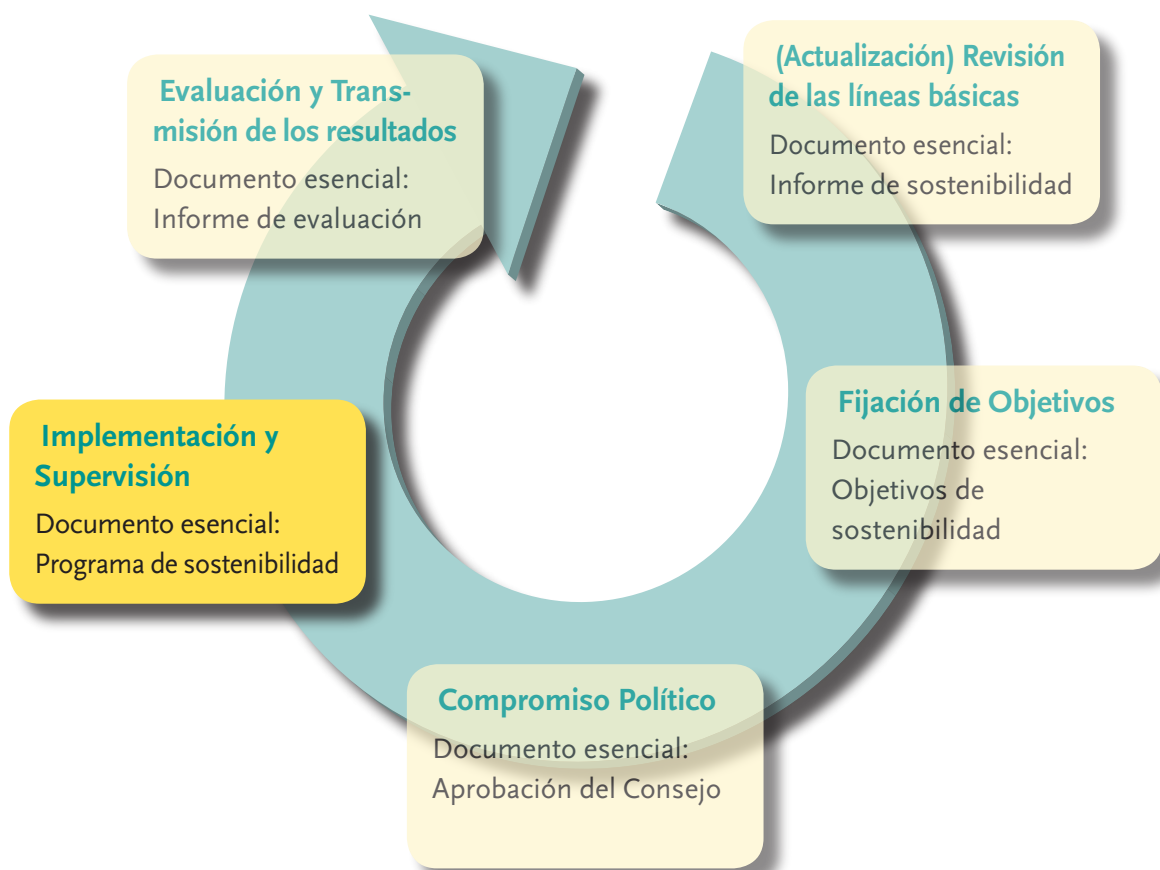 (Actualización) Revisión
de las líneas básicas
Documento esencial:
Informe de sostenibilidad
Fijación de Objetivos
Documento esencial:
Objetivos de
sostenibilidad
Compromiso Político
Documento esencial:
Aprobación del Consejo
Implementación y
Supervisión
Documento esencial:
Programa de sostenibilidad
Evaluación y Trans-
misión de los resultados
Documento esencial:
Informe de evaluación